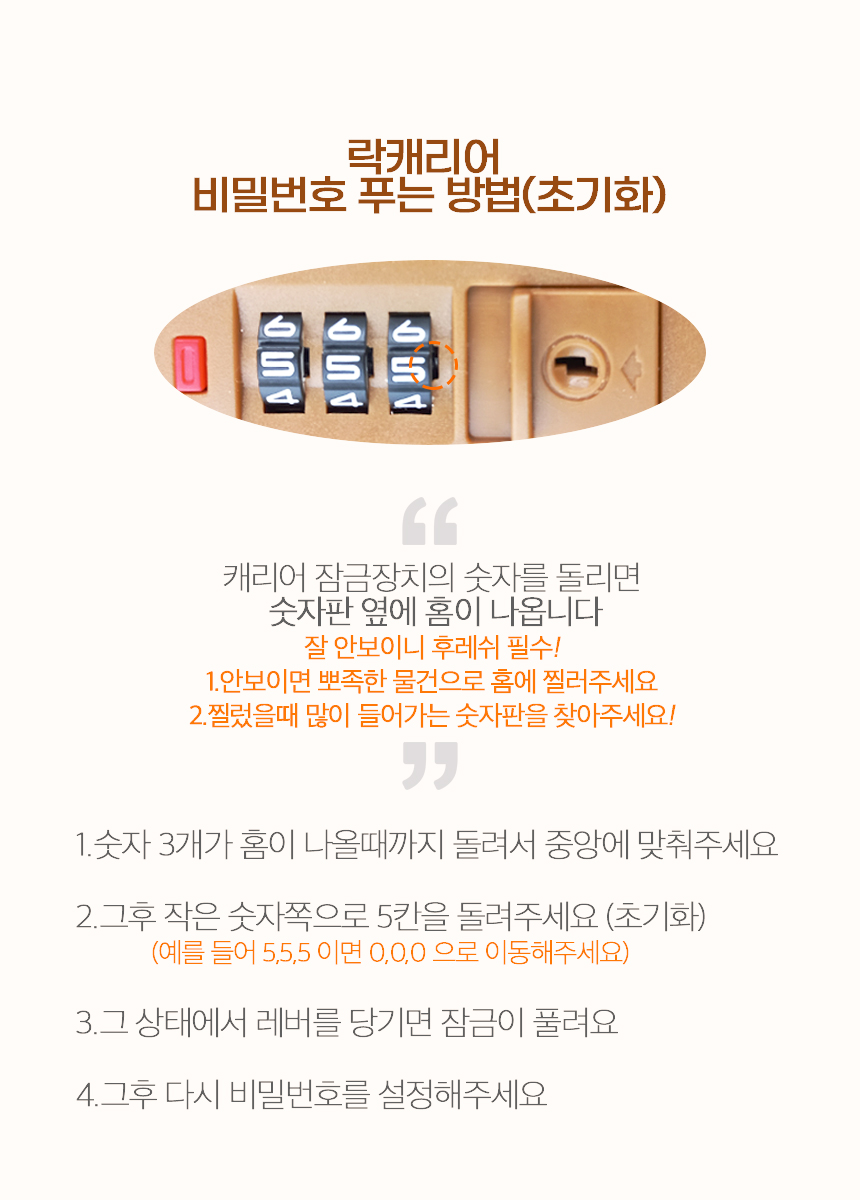 락캐리어
비밀번호 푸는 방법(초기화)
6 6 6
5 5 5
4 4 4
“
캐리어 잠금장치의 숫자를 돌리면
숫자판 옆에 홈이 나옵니다
잘 안보이니 후레쉬 필수!
1.안보이면 뽀족한 물건으로 홈에 찔러주세요
2.찔렀을때 많이 들어가는 숫자판을 찾아주세요!
”
1.숫자 3개가 홈이 나올때까지 돌려서 중앙에 맞춰주세요
2.그후 작은 숫자쪽으로 5칸을 돌려주세요 (초기화)
(예를 들어 5,5,5 이면 0,0,0 으로 이동해주세요)
3.그 상태에서 레버를 당기면 잠금이 풀려요
4.그후 다시 비밀번호를 설정해주세요